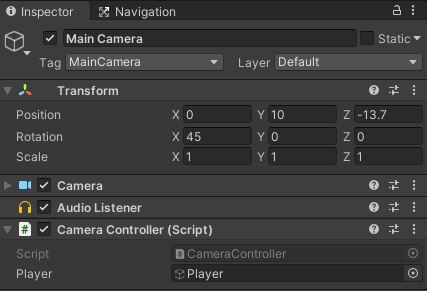 Inspector Navigation
Main Camera Static
Tag MainCamera Layer Default
Transform
Position X 0 Y 10 Z -13.7
Rotation X 45 Y 0 Z 0
Scale X 1 Y 1 Z 1
Camera
Audio Listener
# Camera Controller (Script)
Script # CameraController
Player Player